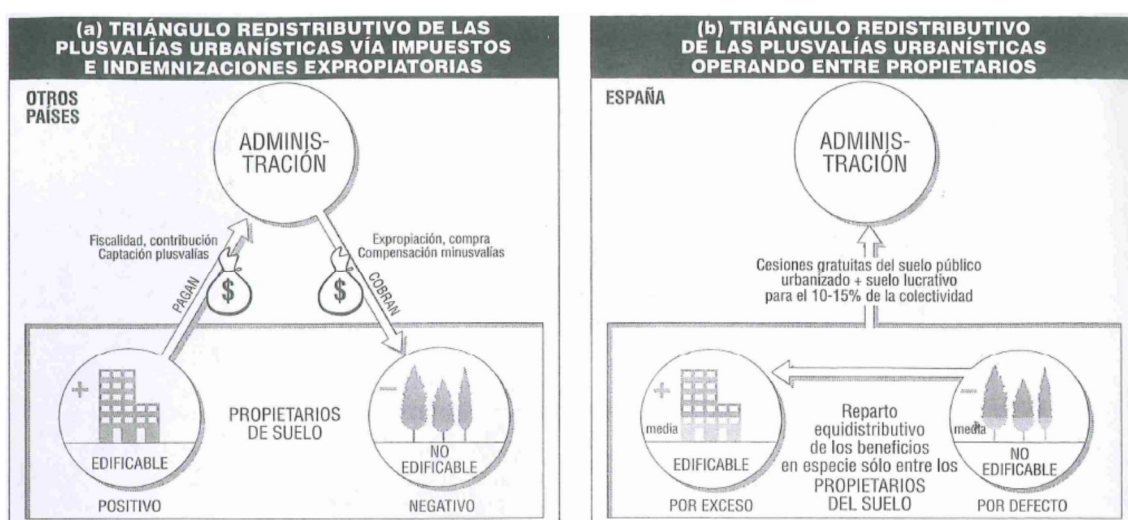 (a) TRIÁNGULO REDISTRIBUTIVO DE LAS
PLUSVALÍAS URBANÍSTICAS VÍA IMPUESTOS
E INDEMNIZACIONES EXPROPIATORIAS
OTROS
PAÍSES
ADMINIS-
TRACIÓN
Fiscalidad, contribución
Captación plusvalías
Expropiación, compra
Compensación minusvalías
PAGAN
$
$
COBRAN
+
−
PROPIETARIOS
DE SUELO
EDIFICABLE
NO
EDIFICABLE
POSITIVO
NEGATIVO
(b) TRIÁNGULO REDISTRIBUTIVO
DE LAS PLUSVALÍAS URBANÍSTICAS
OPERANDO ENTRE PROPIETARIOS
ESPAÑA
ADMINIS-
TRACIÓN
Cesiones gratuitas del suelo público
urbanizado + suelo lucrativo
para el 10-15% de la colectividad
+
−
media
media
Reparto
equidistributivo
de los beneficios
en especie sólo entre los
PROPIETARIOS
DEL SUELO
EDIFICABLE
NO
EDIFICABLE
POR EXCESO
POR DEFECTO